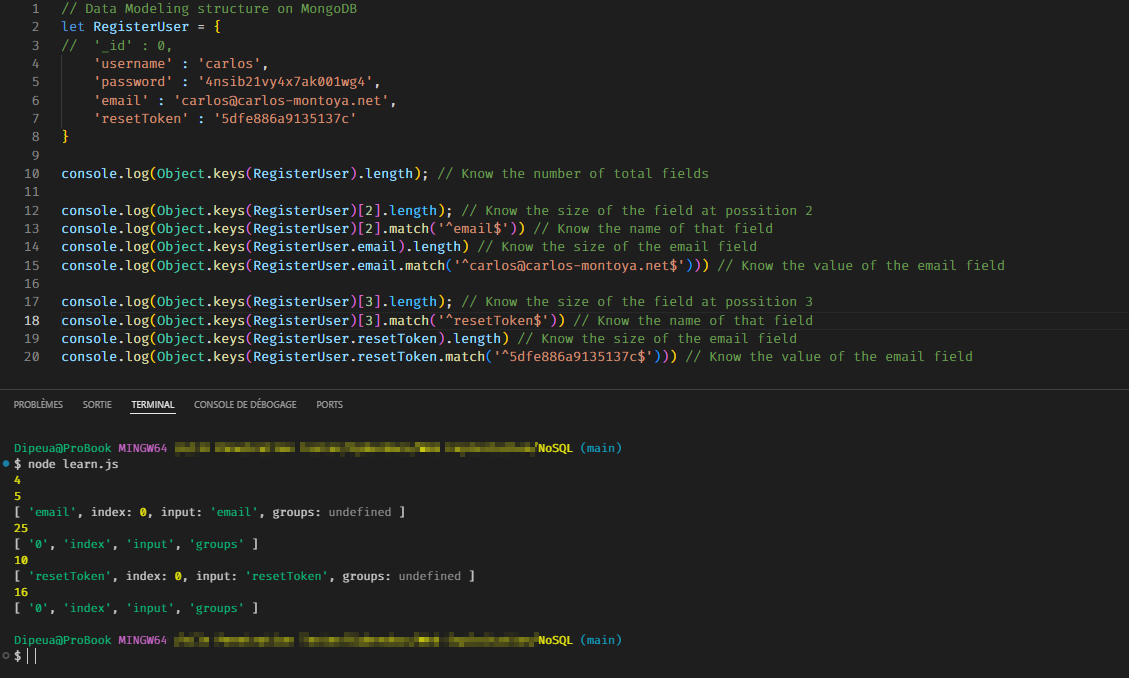 1 // Data Modeling structure on MongoDB
2 let RegisterUser = {
3 //  '_id' : 0,
4     'username' : 'carlos',
5     'password' : '4nsib21vy4x7ak001wg4',
6     'email' : 'carlos@carlos-montoya.net',
7     'resetToken' : '5dfe886a9135137c'
8 }
9
10 console.log(Object.keys(RegisterUser).length); // Know the number of total fields
11
12 console.log(Object.keys(RegisterUser)[2].length); // Know the size of the field at possition 2
13 console.log(Object.keys(RegisterUser)[2].match('^email$')) // Know the name of that field
14 console.log(Object.keys(RegisterUser.email).length) // Know the size of the email field
15 console.log(Object.keys(RegisterUser.email.match('^carlos@carlos-montoya.net$'))) // Know the value of the email field
16
17 console.log(Object.keys(RegisterUser)[3].length); // Know the size of the field at possition 3
18 console.log(Object.keys(RegisterUser)[3].match('^resetToken$')) // Know the name of that field
19 console.log(Object.keys(RegisterUser.resetToken).length) // Know the size of the email field
20 console.log(Object.keys(RegisterUser.resetToken.match('^5dfe886a9135137c$'))) // Know the value of the email field
PROBLÈMES SORTIE TERMINAL CONSOLE DE DÉBOGAGE PORTS
Dipeua@ProBook MINGW64 NoSQL (main)
$ node learn.js
4
5
[ 'email', index: 0, input: 'email', groups: undefined ]
25
[ '0', 'index', 'input', 'groups' ]
10
[ 'resetToken', index: 0, input: 'resetToken', groups: undefined ]
16
[ '0', 'index', 'input', 'groups' ]
Dipeua@ProBook MINGW64 NoSQL (main)
$